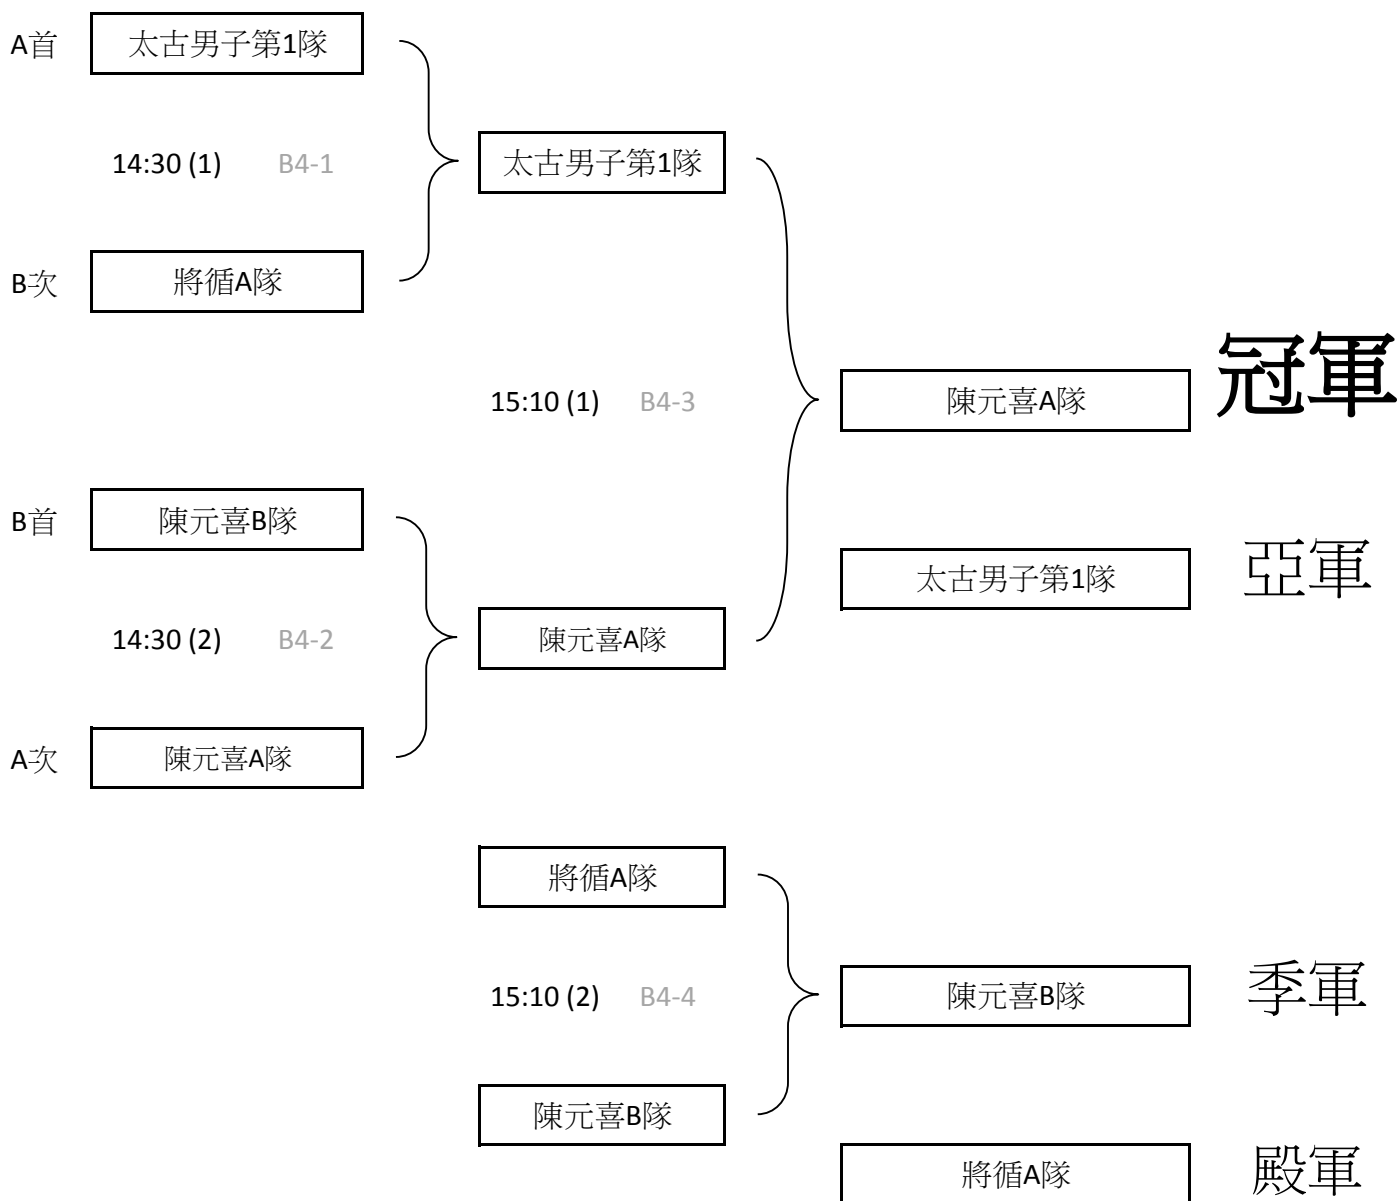 A首 太古男子第1隊
14:30 (1) B4-1 太古男子第1隊
B次 將循A隊
15:10 (1) B4-3 陳元喜A隊 冠軍
B首 陳元喜B隊
太古男子第1隊 亞軍
14:30 (2) B4-2 陳元喜A隊
A次 陳元喜A隊
將循A隊
15:10 (2) B4-4 陳元喜B隊 季軍
陳元喜B隊
將循A隊 殿軍